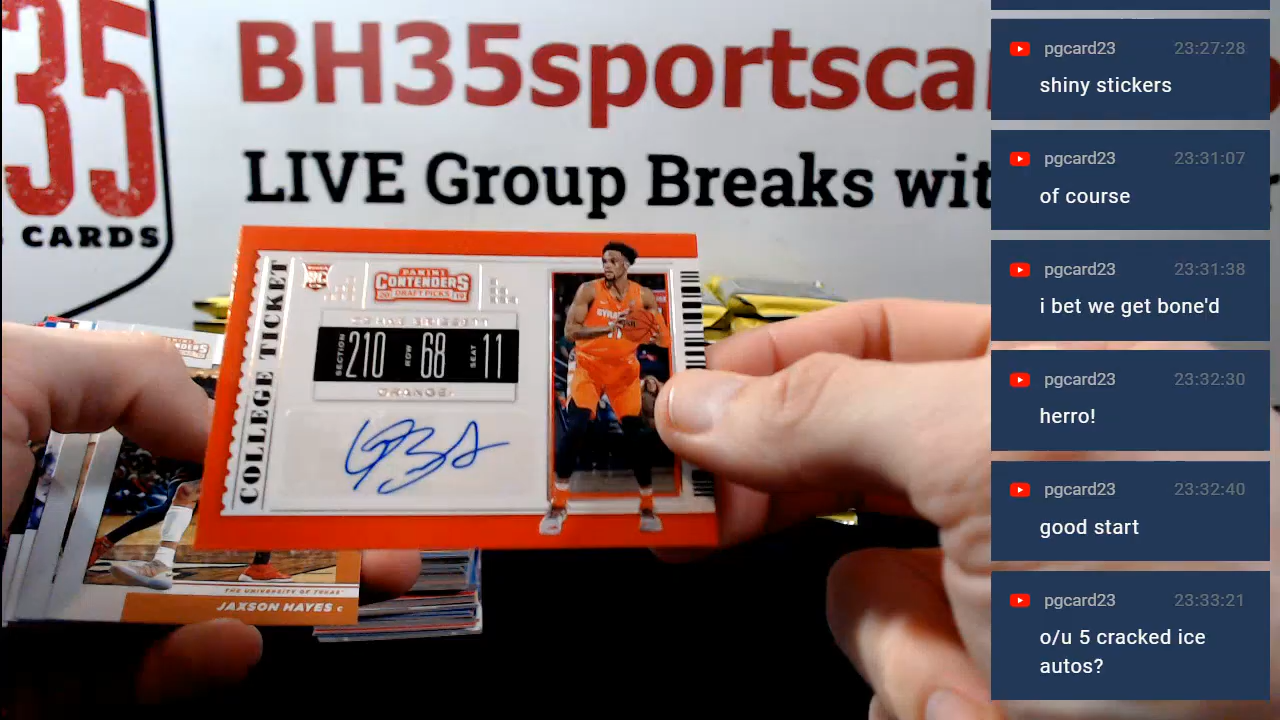 35
CARDS
BH35sportsca
LIVE Group Breaks wit
COLLEGE TICKET
RC
PANINI
CONTENDERS
DRAFT PICKS
SECTION 210 ROW 68 SEAT 11
ORANGE
THE UNIVERSITY OF TEXAS
JAXSON HAYES C
pgcard23 23:27:28
shiny stickers
pgcard23 23:31:07
of course
pgcard23 23:31:38
i bet we get bone'd
pgcard23 23:32:30
herro!
pgcard23 23:32:40
good start
pgcard23 23:33:21
o/u 5 cracked ice
autos?